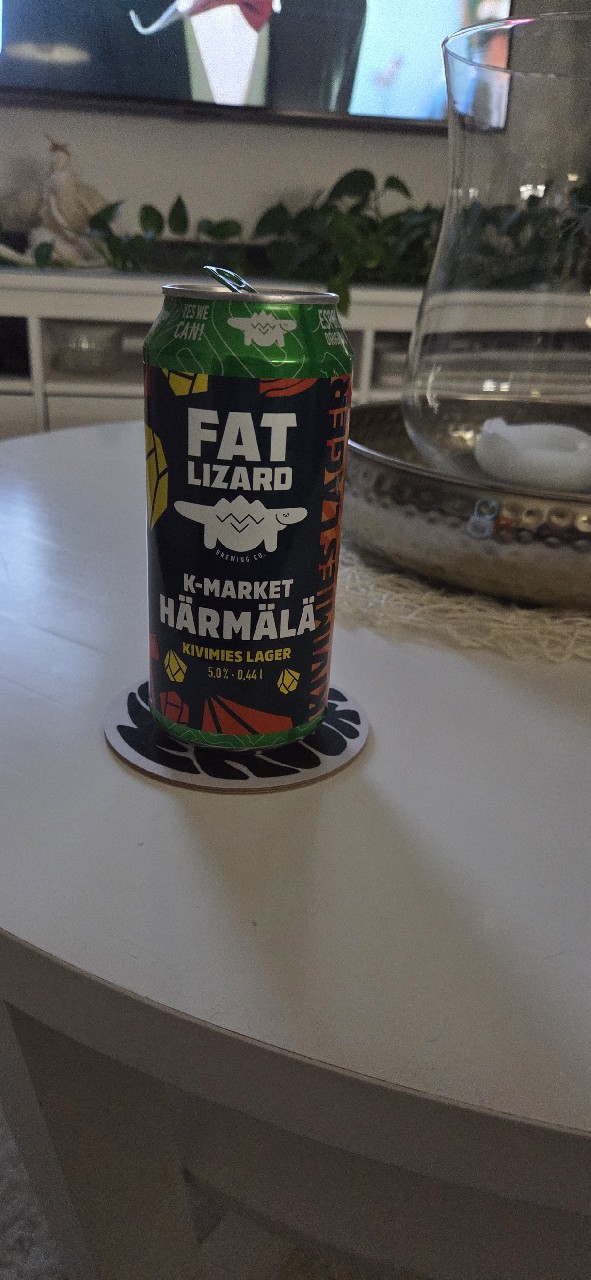 YES WE
CAN!
FAT
LIZARD
BREWING CO.
K-MARKET
HÄRMÄLÄ
KIVIMIES LAGER
5,0% - 0,44 l